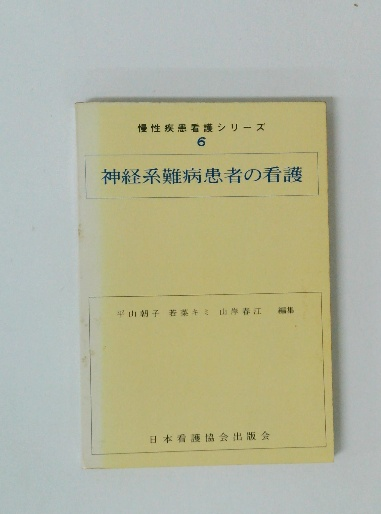 慢性疾患看護シリーズ
6
神経系難病患者の看護
平山朝子 若葉キミ 山岸春江 編集
日本看護協会出版会